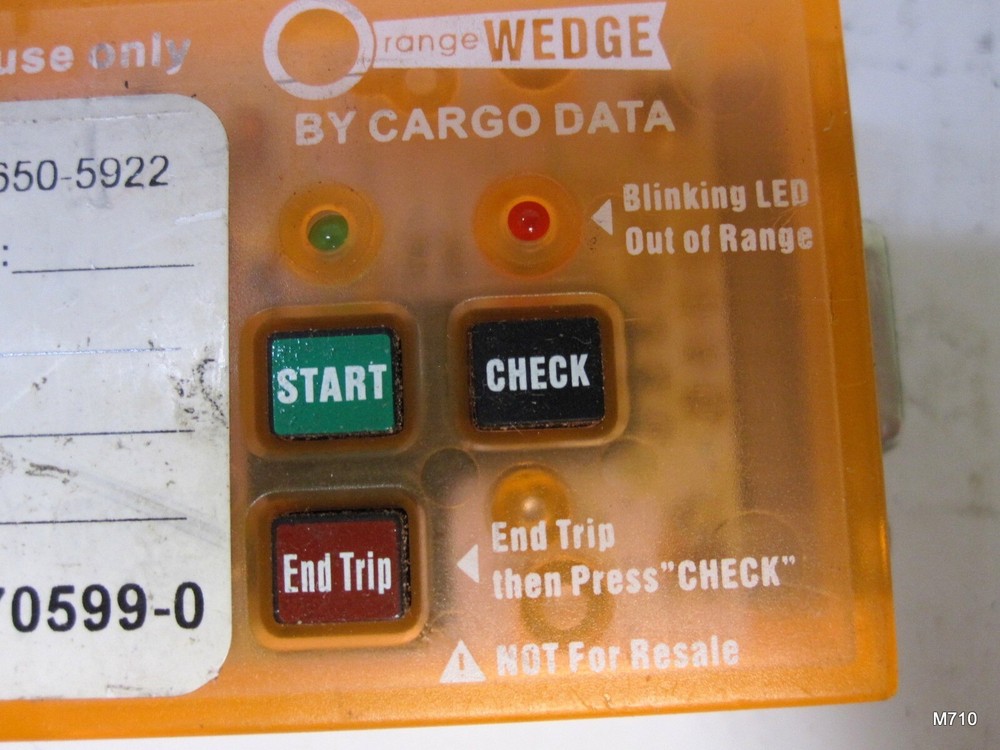 use only
Orange WEDGE
BY CARGO DATA
650-5922
:
Blinking LED
Out of Range
START
CHECK
End Trip
End Trip
then Press"CHECK"
70599-0
NOT For Resale
M710